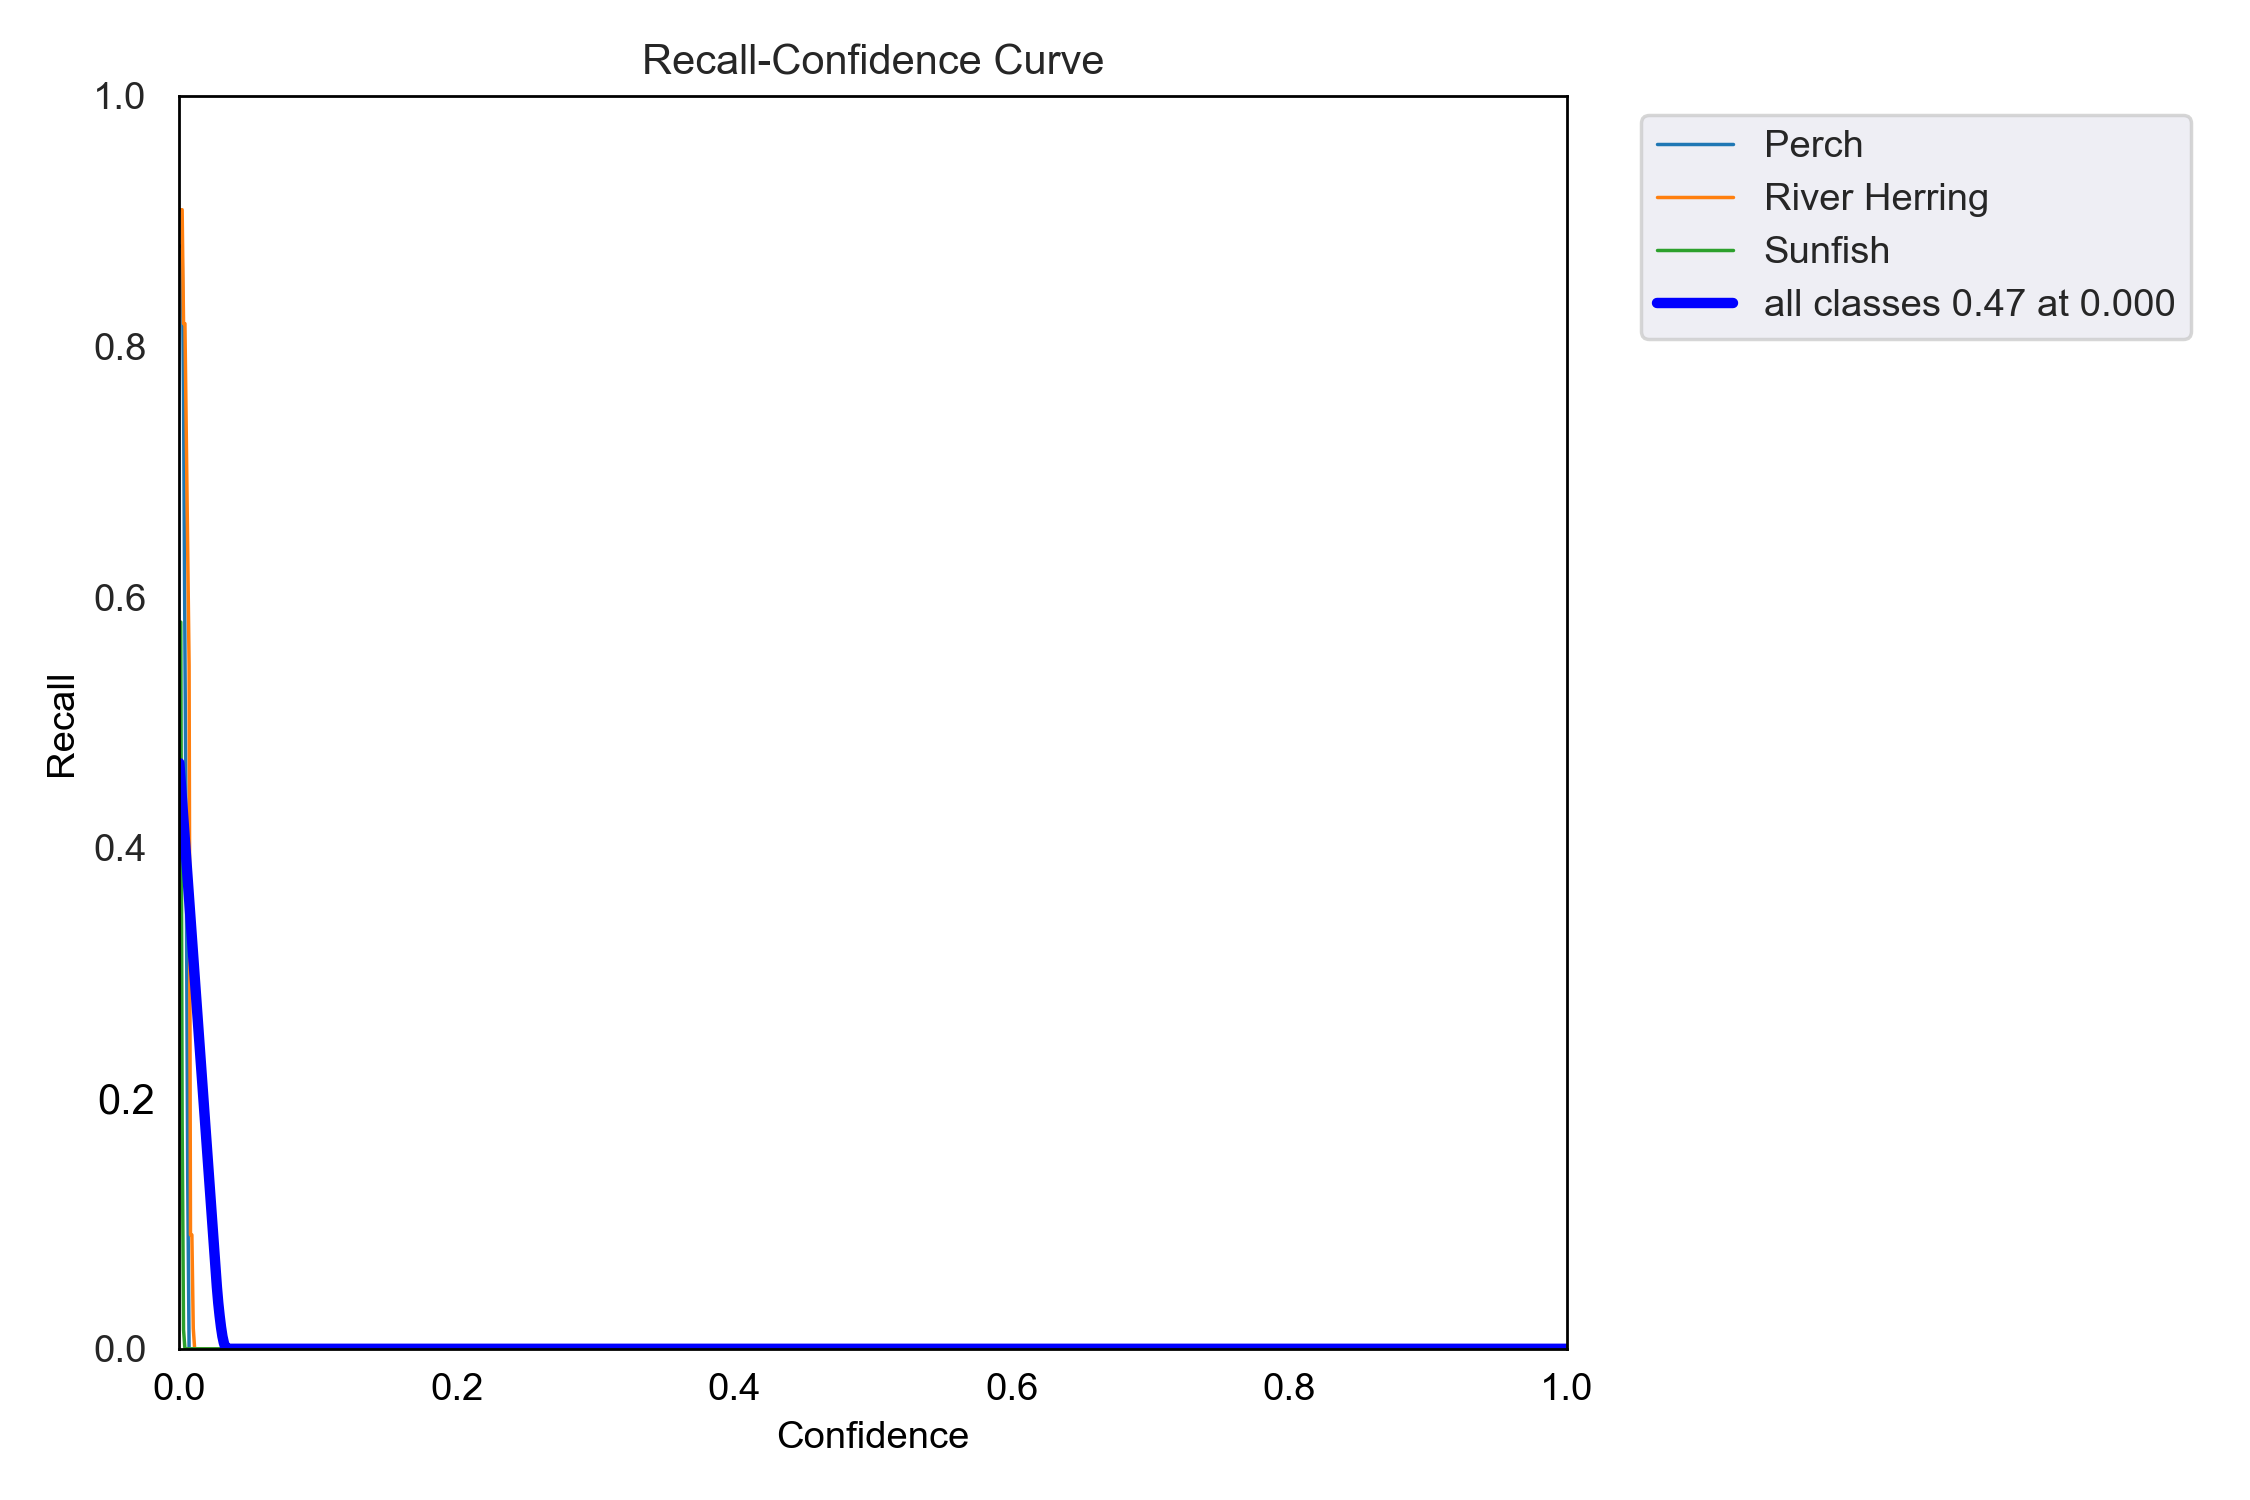 Recall-Confidence Curve
1.0
0.8
0.6
0.4
0.2
0.0
Recall
0.0 0.2 0.4 0.6 0.8 1.0
Confidence
Perch
River Herring
Sunfish
all classes 0.47 at 0.000